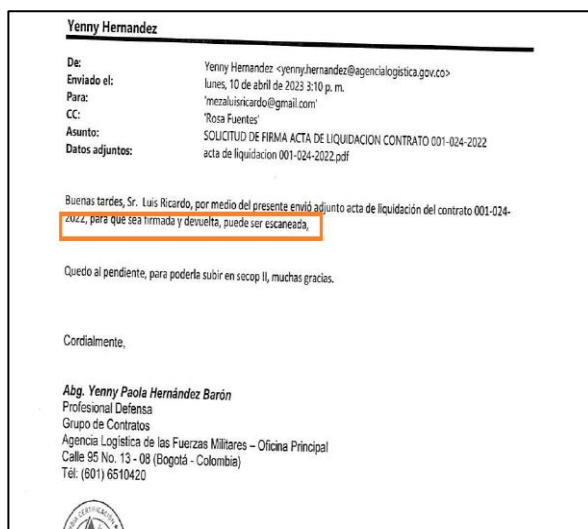 Yenny Hernandez
De: Yenny Hernandez <yenny.hernandez@agencialogistica.gov.co>
Enviado el: lunes, 10 de abril de 2023 3:10 p. m.
Para: 'mezaluisricardo@gmail.com'
CC: 'Rosa Fuentes'
Asunto: SOLICITUD DE FIRMA ACTA DE LIQUIDACION CONTRATO 001-024-2022
Datos adjuntos: acta de liquidacion 001-024-2022.pdf
Buenas tardes, Sr. Luis Ricardo, por medio del presente envió adjunto acta de liquidación del contrato 001-024-
2022, para que sea firmada y devuelta, puede ser escaneada,
Quedo al pendiente, para poderla subir en secop II, muchas gracias.
Cordialmente,
Abg. Yenny Paola Hernández Barón
Profesional Defensa
Grupo de Contratos
Agencia Logística de las Fuerzas Militares – Oficina Principal
Calle 95 No. 13 - 08 (Bogotá - Colombia)
Tél: (601) 6510420